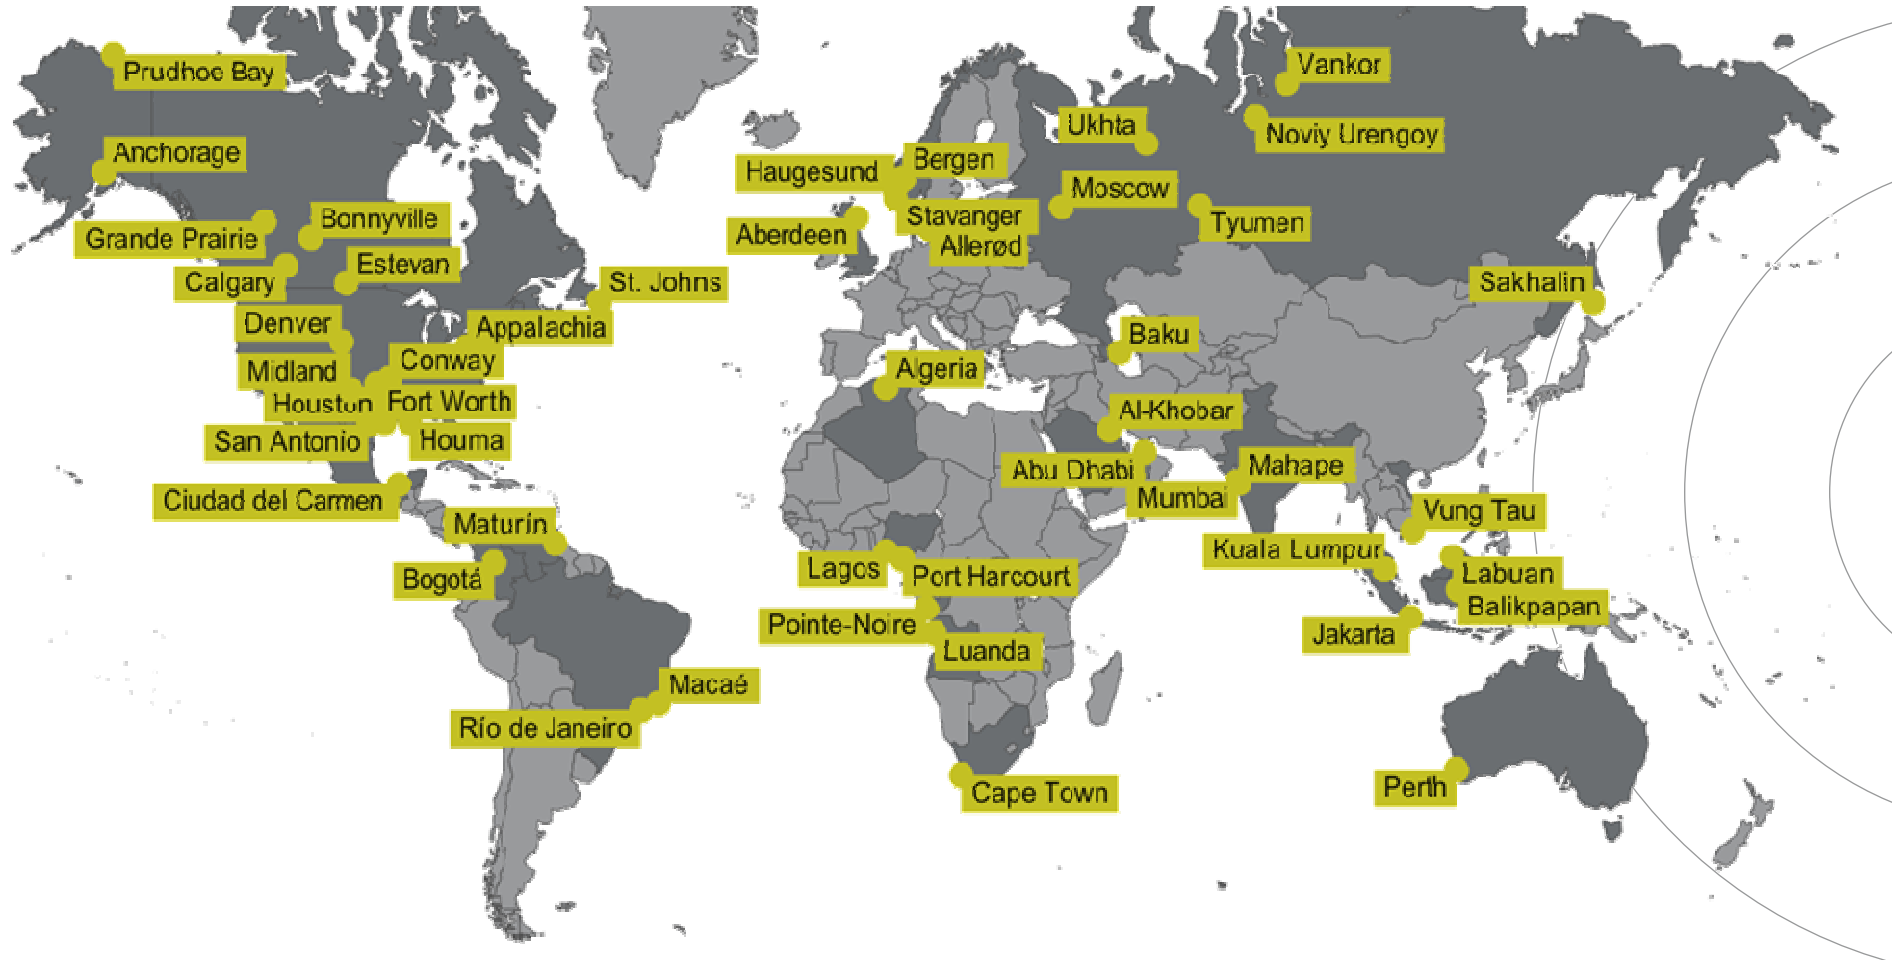 Prudhoe Bay
Anchorage
Grande Prairie
Bonnyville
Calgary
Estevan
St. Johns
Denver
Appalachia
Midland
Conway
Houston
Fort Worth
San Antonio
Houma
Ciudad del Carmen
Maturín
Bogotá
Macaé
Río de Janeiro
Haugesund
Bergen
Stavanger
Aberdeen
Allerød
Ukhta
Vankor
Noviy Urengoy
Moscow
Tyumen
Sakhalin
Baku
Algeria
Al-Khobar
Abu Dhabi
Mahape
Mumbai
Vung Tau
Kuala Lumpur
Labuan
Balikpapan
Jakarta
Lagos
Port Harcourt
Pointe-Noire
Luanda
Cape Town
Perth